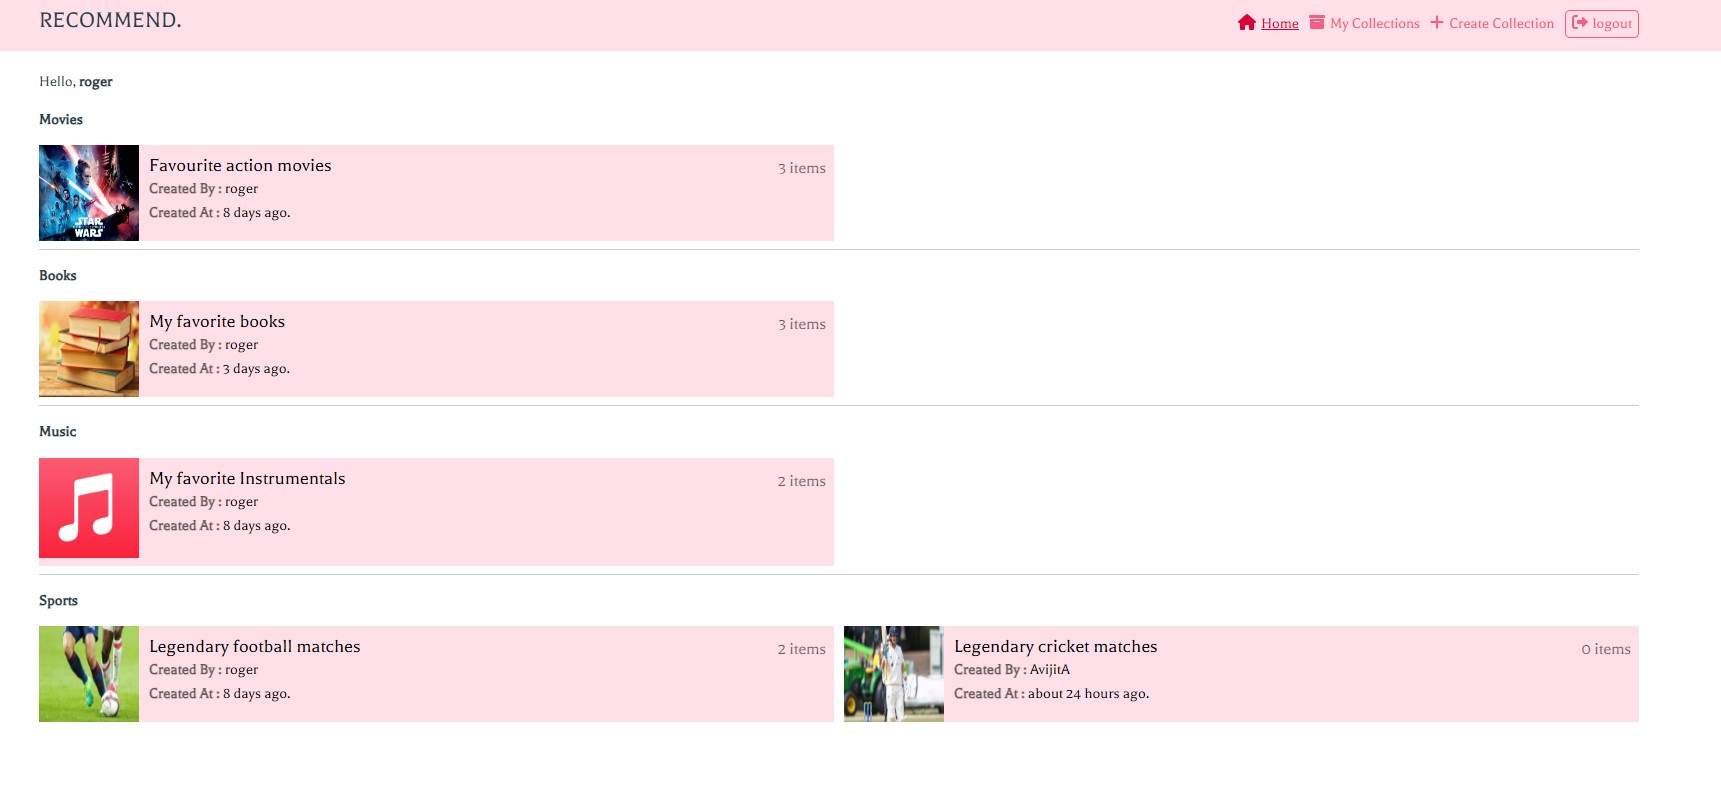 RECOMMEND.
Home My Collections Create Collection logout
Hello, roger
Movies
STAR
WARS
Favourite action movies
3 items
Created By : roger
Created At : 8 days ago.
Books
My favorite books
3 items
Created By : roger
Created At : 3 days ago.
Music
My favorite Instrumentals
2 items
Created By : roger
Created At : 8 days ago.
Sports
Legendary football matches
2 items
Created By : roger
Created At : 8 days ago.
Legendary cricket matches
0 items
Created By : AvijitA
Created At : about 24 hours ago.